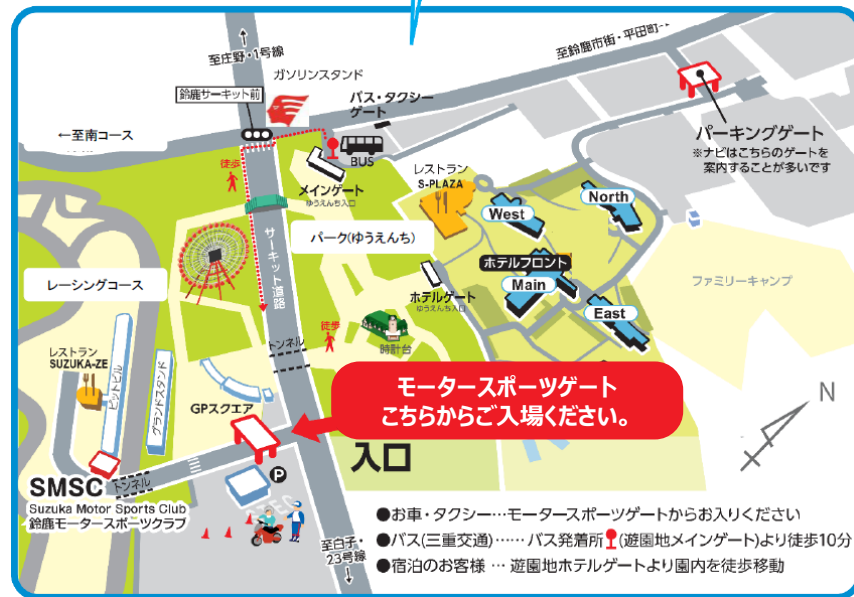 至庄野・1号線
ガソリンスタンド
至鈴鹿市街・平田町
鈴鹿サーキット前
バス・タクシー
ゲート
←至南コース
BUS
徒歩
メインゲート
ゆうえんち入口
レストラン
S-PLAZA
パーキングゲート
※ナビはこちらのゲートを
案内することが多いです
West
North
サーキット道路
パーク(ゆうえんち)
ホテルフロント
Main
レーシングコース
ホテルゲート
ゆうえんち入口
East
ファミリーキャンプ
徒歩
時計台
トンネル
レストラン
SUZUKA-ZE
ピットビル
グランドスタンド
GPスクエア
モータースポーツゲート
こちらからご入場ください。
N
入口
P
SMSC
トンネル
Suzuka Motor Sports Club
鈴鹿モータースポーツクラブ
至白子・
23号線
●お車・タクシー…モータースポーツゲートからお入りください
●バス(三重交通)……バス発着所(遊園地メインゲート)より徒歩10分
●宿泊のお客様…遊園地ホテルゲートより園内を徒歩移動